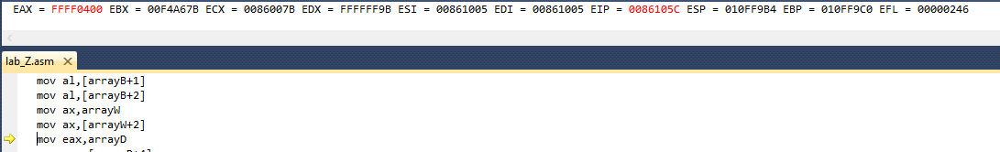 EAX = FFFF0400 EBX = 00F4A67B ECX = 0086007B EDX = FFFFFF9B ESI = 00861005 EDI = 00861005 EIP = 0086105C ESP = 010FF9B4 EBP = 010FF9C0 EFL = 00000246
lab_Z.asm
mov al,[arrayB+1]
mov al,[arrayB+2]
mov ax,arrayW
mov ax,[arrayW+2]
mov eax,arrayD